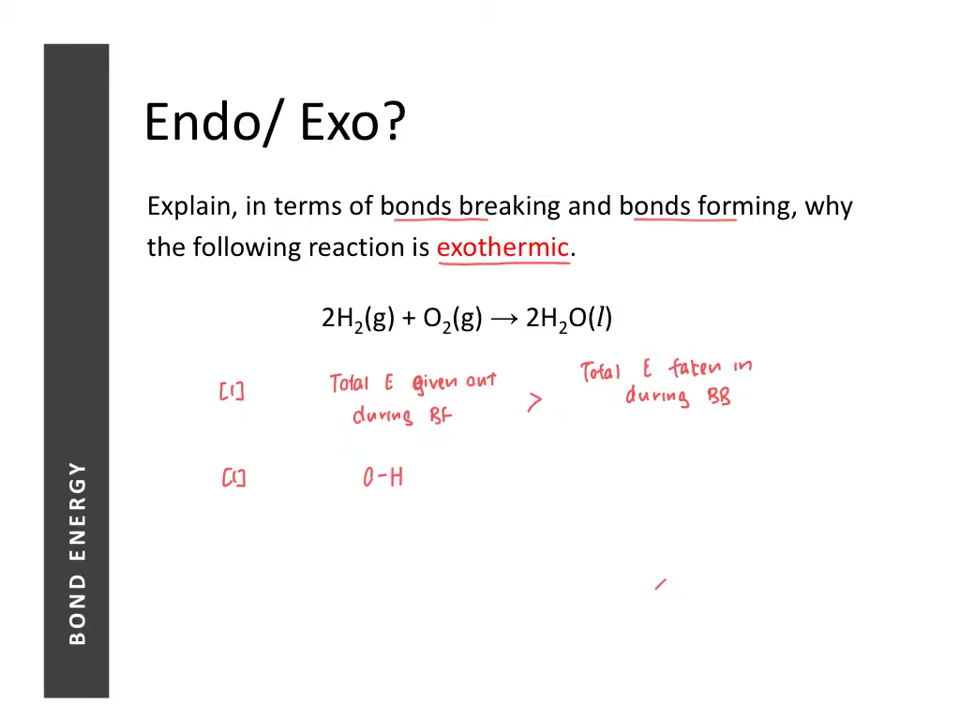 Endo/ Exo?
Explain, in terms of bonds breaking and bonds forming, why
the following reaction is exothermic.
2H₂(g) + O₂(g) → 2H₂O(l)
[1] Total E given out > Total E taken in
during BF during BB
[1] O-H
BOND ENERGY